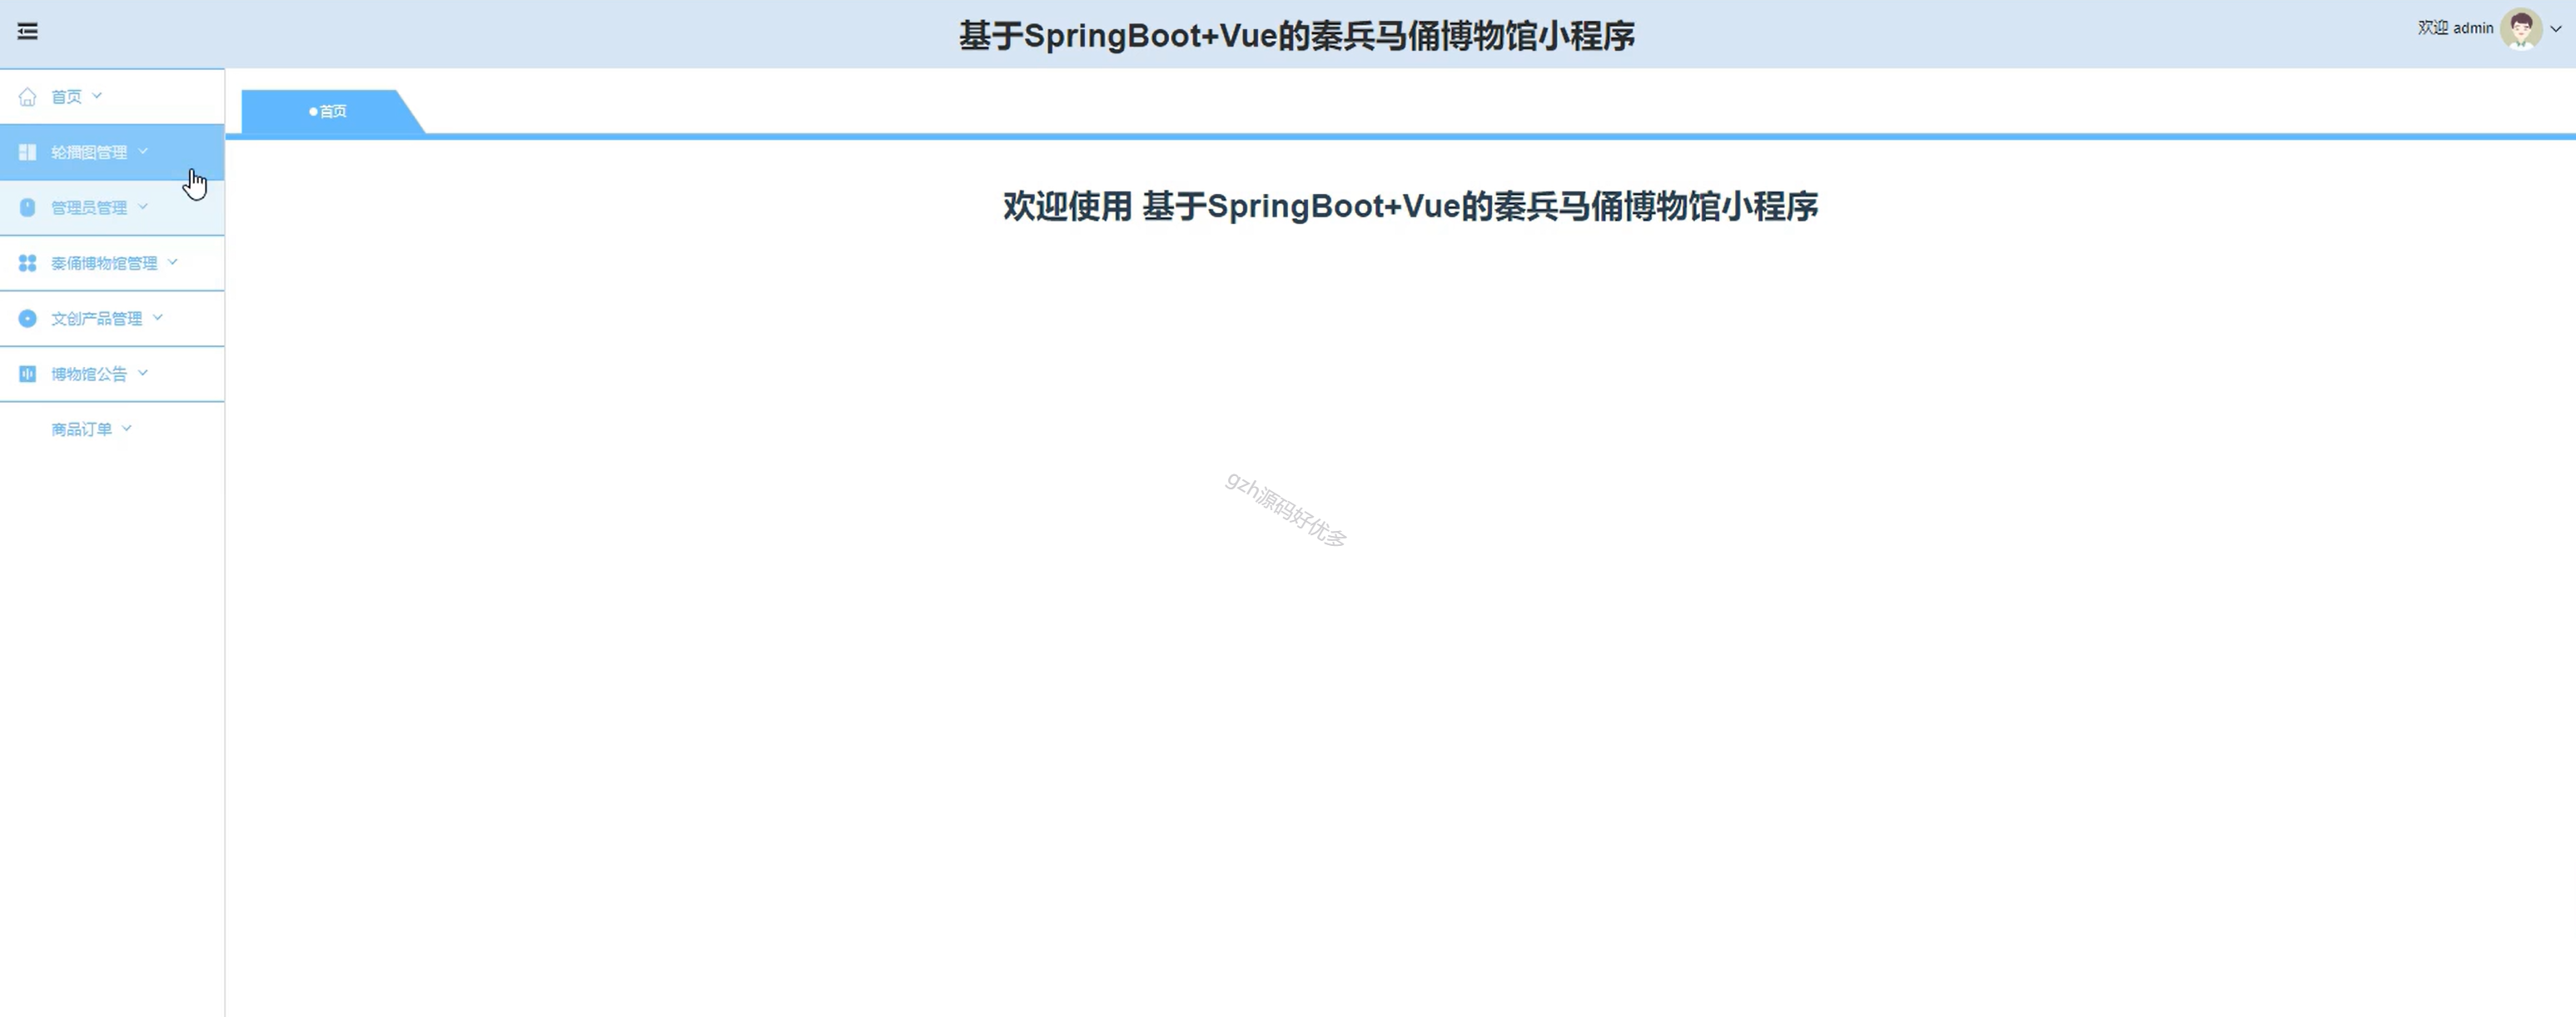 基于SpringBoot+Vue的秦兵马俑博物馆小程序
欢迎 admin
首页
轮播图管理
管理员管理
秦俑博物馆管理
文创产品管理
博物馆公告
商品订单
首页
欢迎使用 基于SpringBoot+Vue的秦兵马俑博物馆小程序
gzh源码好优多